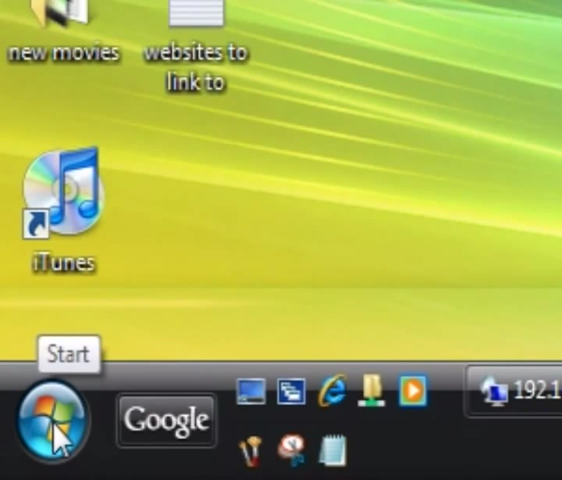 new movies
websites to
link to
iTunes
Start
Google
192.1